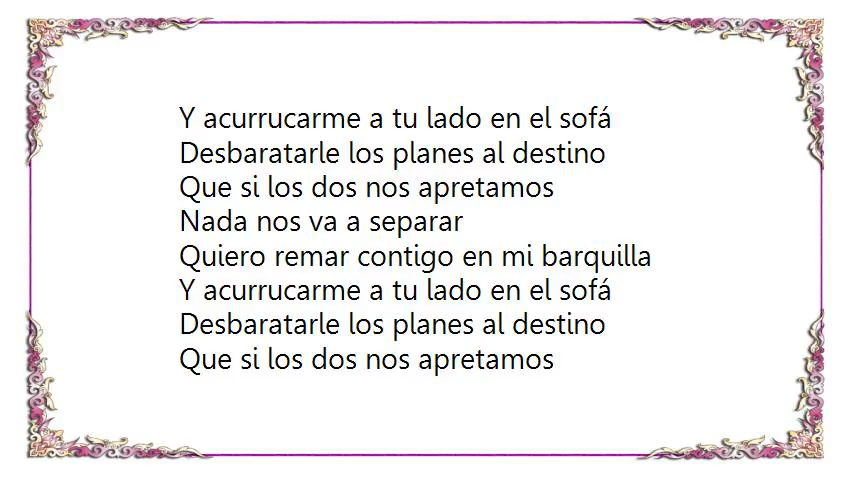 Y acurrucarme a tu lado en el sofá
Desbaratarle los planes al destino
Que si los dos nos apretamos
Nada nos va a separar
Quiero remar contigo en mi barquilla
Y acurrucarme a tu lado en el sofá
Desbaratarle los planes al destino
Que si los dos nos apretamos